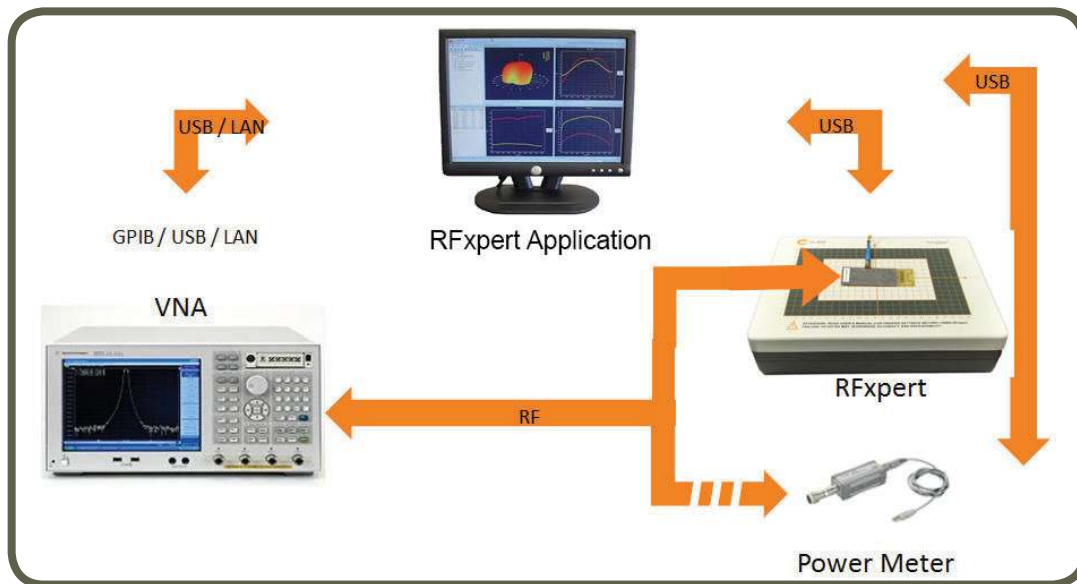 USB
USB / LAN
USB
GPIB / USB / LAN
RFxpert Application
VNA
RFxpert
RF
Power Meter